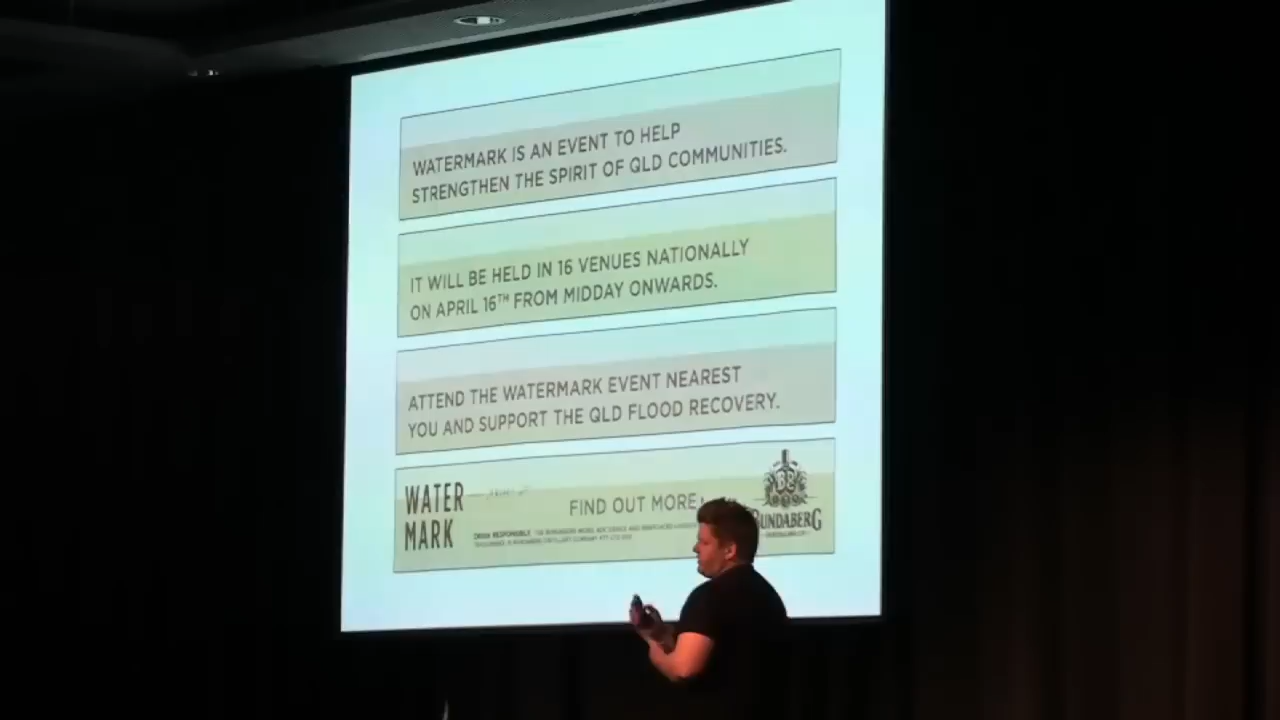 WATERMARK IS AN EVENT TO HELP
STRENGTHEN THE SPIRIT OF QLD COMMUNITIES.
IT WILL BE HELD IN 16 VENUES NATIONALLY
ON APRIL 16TH FROM MIDDAY ONWARDS.
ATTEND THE WATERMARK EVENT NEAREST
YOU AND SUPPORT THE QLD FLOOD RECOVERY.
WATER
MARK
FIND OUT MORE
DRINK RESPONSIBLY
BUNDABERG